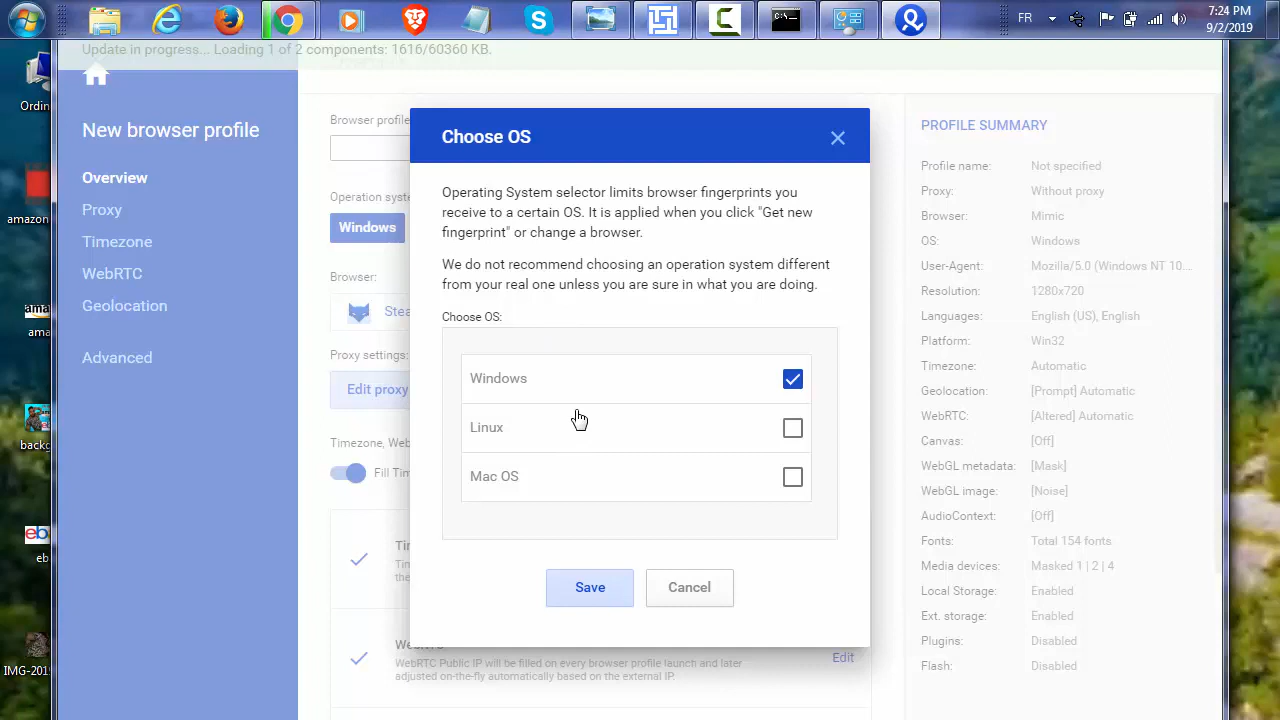 FR
7:24 PM
9/2/2019
Update in progress... Loading 1 of 2 components: 1616/60360 KB.
Ordin
amazon
ama
backg
eb
IMG-201
New browser profile
Overview
Proxy
Timezone
WebRTC
Geolocation
Advanced
Browser profile
Operation syste
Windows
Browser:
Stea
Proxy settings:
Edit proxy
Timezone, Web
Fill Tim
Tim
the
WebRTC Public IP will be filled on every browser profile launch and later
adjusted on-the-fly automatically based on the external IP.
Edit
Choose OS
Operating System selector limits browser fingerprints you
receive to a certain OS. It is applied when you click "Get new
fingerprint" or change a browser.
We do not recommend choosing an operation system different
from your real one unless you are sure in what you are doing.
Choose OS:
Windows
Linux
Mac OS
Save
Cancel
PROFILE SUMMARY
Profile name: Not specified
Proxy: Without proxy
Browser: Mimic
OS: Windows
User-Agent: Mozilla/5.0 (Windows NT 10....
Resolution: 1280x720
Languages: English (US), English
Platform: Win32
Timezone: Automatic
Geolocation: [Prompt] Automatic
WebRTC: [Altered] Automatic
Canvas: [Off]
WebGL metadata: [Mask]
WebGL image: [Noise]
AudioContext: [Off]
Fonts: Total 154 fonts
Media devices: Masked 1 | 2 | 4
Local Storage: Enabled
Ext. storage: Enabled
Plugins: Disabled
Flash: Disabled